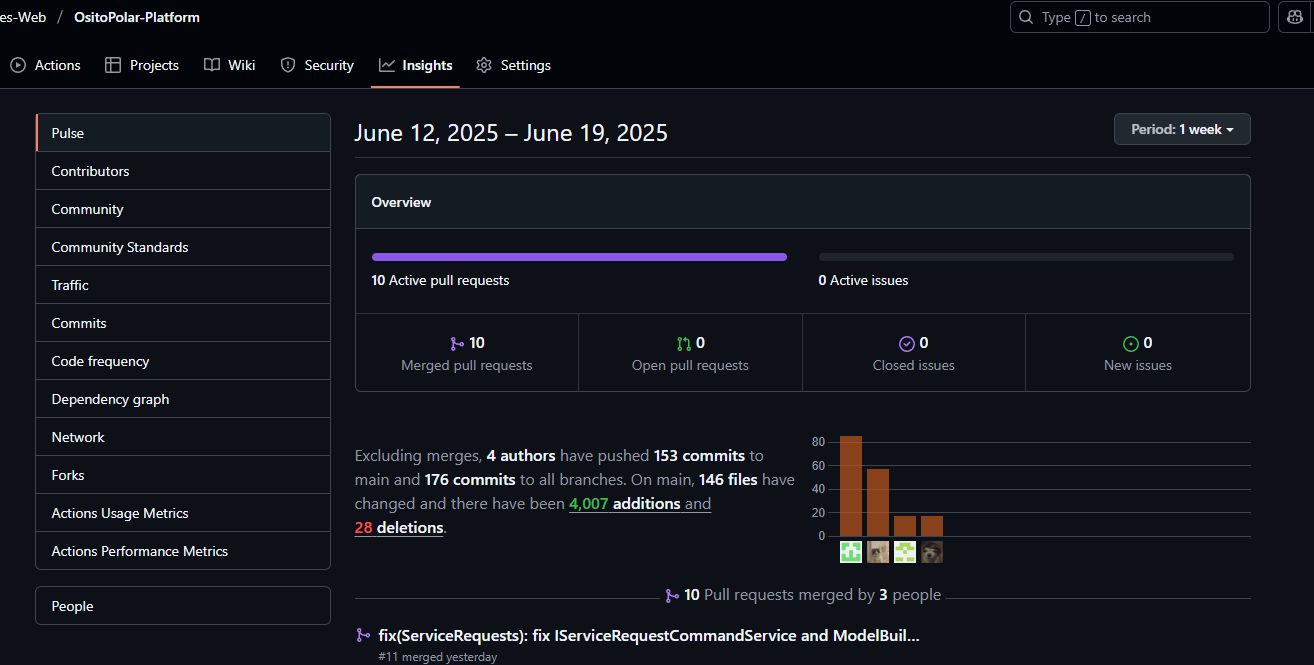 es-Web / OsitoPolar-Platform
Type / to search
Actions Projects Wiki Security Insights Settings
Pulse
Contributors
Community
Community Standards
Traffic
Commits
Code frequency
Dependency graph
Network
Forks
Actions Usage Metrics
Actions Performance Metrics
People
June 12, 2025 – June 19, 2025
Period: 1 week
Overview
10 Active pull requests
0 Active issues
10
Merged pull requests
0
Open pull requests
0
Closed issues
0
New issues
Excluding merges, 4 authors have pushed 153 commits to
main and 176 commits to all branches. On main, 146 files have
changed and there have been 4,007 additions and
28 deletions.
80
60
40
20
0
10 Pull requests merged by 3 people
fix(ServiceRequests): fix IServiceRequestCommandService and ModelBuil...
#11 merged yesterday